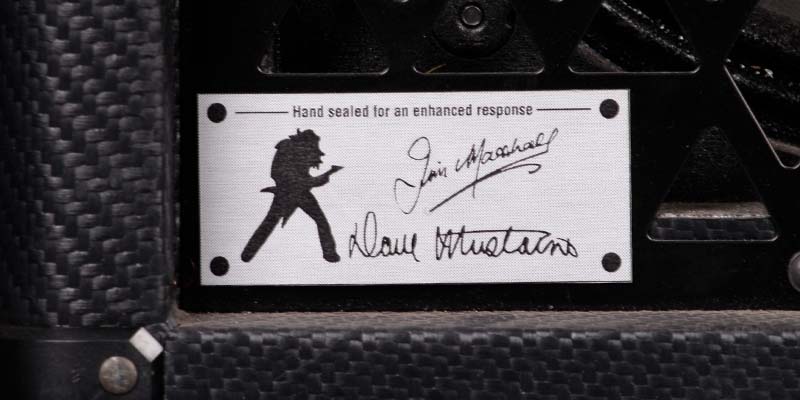 Hand sealed for an enhanced response
Jim Marshall
Dave Mustaine